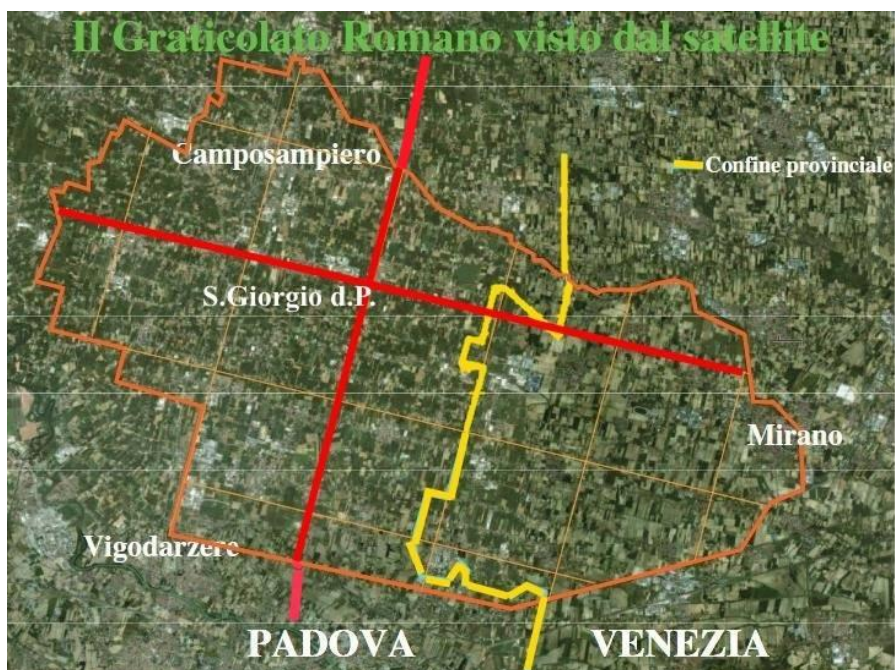 Il Graticolato Romano visto dal satellite
Camposampiero
Confine provinciale
S.Giorgio d.P.
Mirano
Vigodarzere
PADOVA
VENEZIA